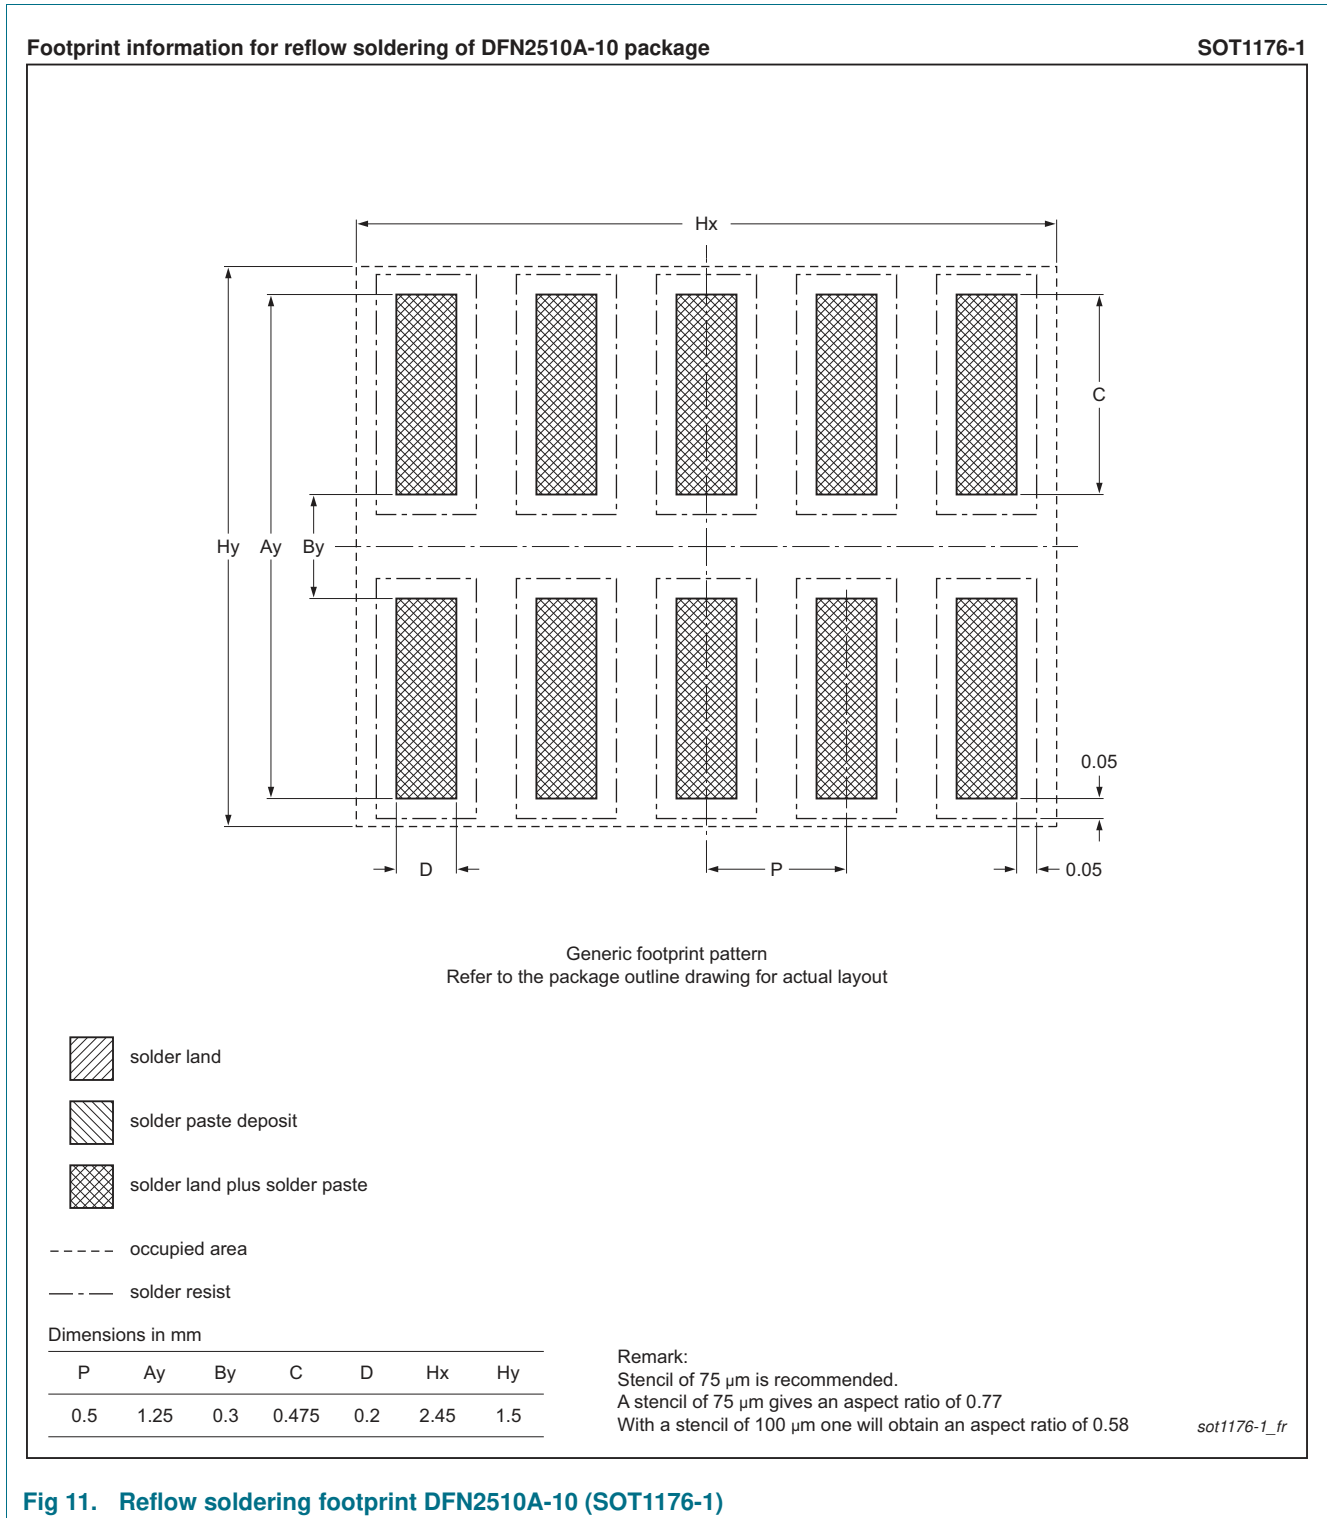 Footprint information for reflow soldering of DFN2510A-10 package SOT1176-1
Hx
C
Hy Ay By
0.05
D P 0.05
Generic footprint pattern
Refer to the package outline drawing for actual layout
solder land
solder paste deposit
solder land plus solder paste
occupied area
solder resist
Dimensions in mm
P Ay By C D Hx Hy
0.5 1.25 0.3 0.475 0.2 2.45 1.5
Remark:
Stencil of 75 μm is recommended.
A stencil of 75 μm gives an aspect ratio of 0.77
With a stencil of 100 μm one will obtain an aspect ratio of 0.58
sot1176-1_fr
Fig 11. Reflow soldering footprint DFN2510A-10 (SOT1176-1)